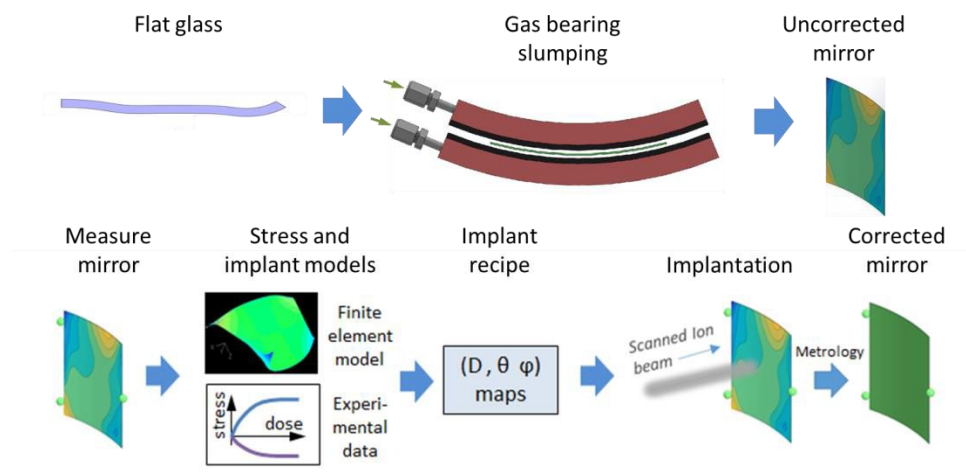 Flat glass
Gas bearing
slumping
Uncorrected
mirror
Measure
mirror
Stress and
implant models
Implant
recipe
Implantation
Corrected
mirror
Finite
element
model
stress
dose
Experi-
mental
data
(D, θ φ)
maps
Scanned Ion
beam
Metrology